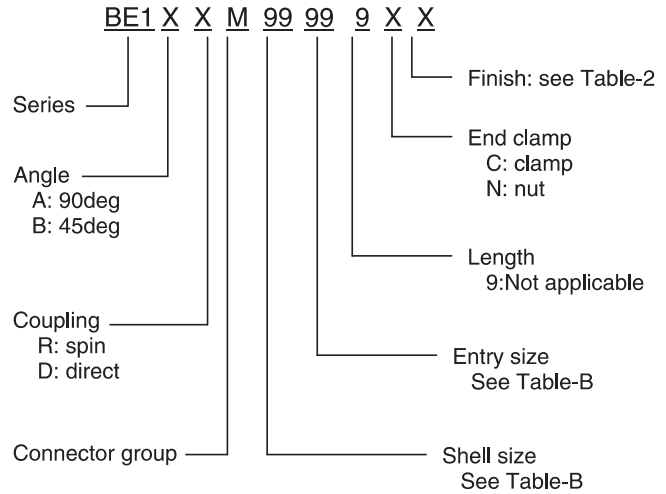 BE1 X X M 99 99 9 X X
Finish: see Table-2
Series
End clamp
C: clamp
N: nut
Angle
A: 90deg
B: 45deg
Length
9:Not applicable
Coupling
R: spin
D: direct
Entry size
See Table-B
Connector group
Shell size
See Table-B